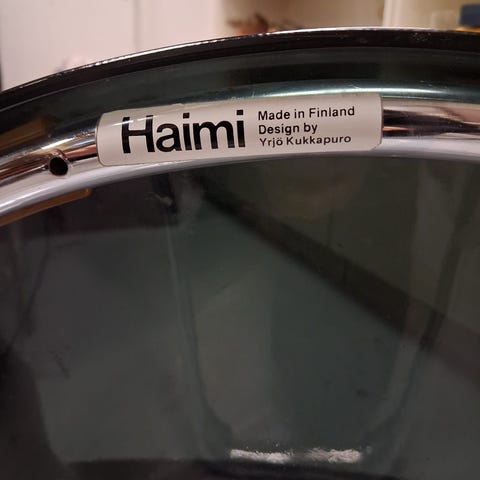 Haimi
Made in Finland
Design by
Yrjö Kukkapuro